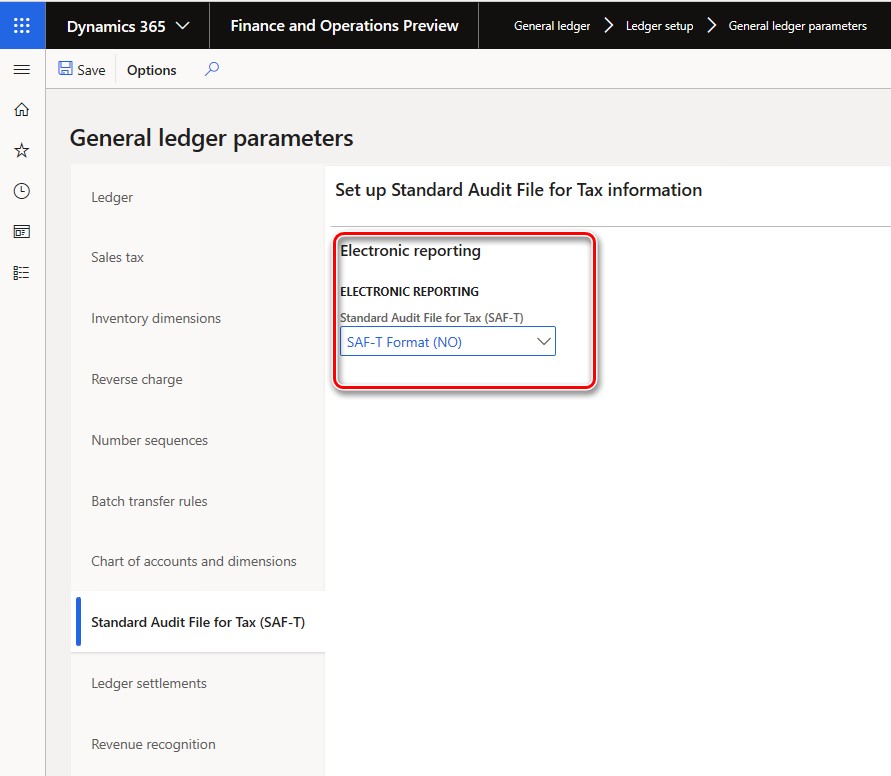 Dynamics 365
Finance and Operations Preview
General ledger
Ledger setup
General ledger parameters
Save
Options
General ledger parameters
Ledger
Sales tax
Inventory dimensions
Reverse charge
Number sequences
Batch transfer rules
Chart of accounts and dimensions
Standard Audit File for Tax (SAF-T)
Ledger settlements
Revenue recognition
Set up Standard Audit File for Tax information
Electronic reporting
ELECTRONIC REPORTING
Standard Audit File for Tax (SAF-T)
SAF-T Format (NO)